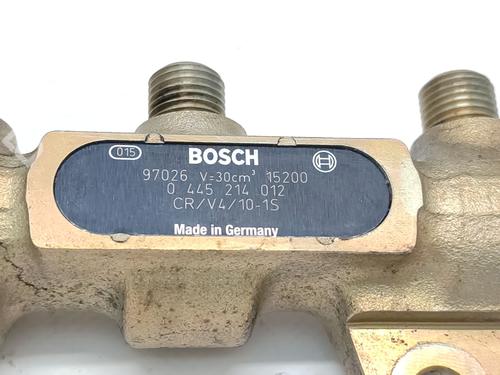 015
BOSCH
97026 V=30cm³ 15200
0 445 214 012
CR/V4/10-1S
Made in Germany